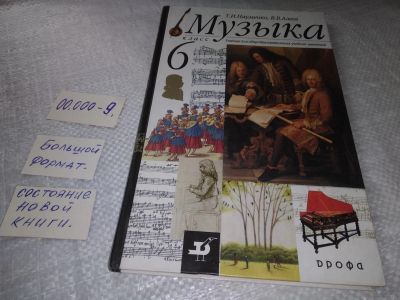 00.000-9.
Большой
формат.
состояние
новой
книги.
Т.И.Науменко, В.В.Алеев
Музыка
класс
6
дрофа